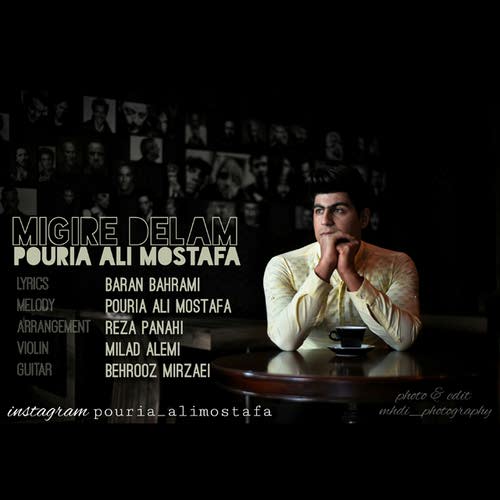 MIGIRE DELAM
POURIA ALI MOSTAFA
LYRICS BARAN BAHRAMI
MELODY POURIA ALI MOSTAFA
ARRANGEMENT REZA PANAHI
VIOLIN MILAD ALEMI
GUITAR BEHROOZ MIRZAEI
instagram pouria_alimostafa
photo & edit
mhdi__photography